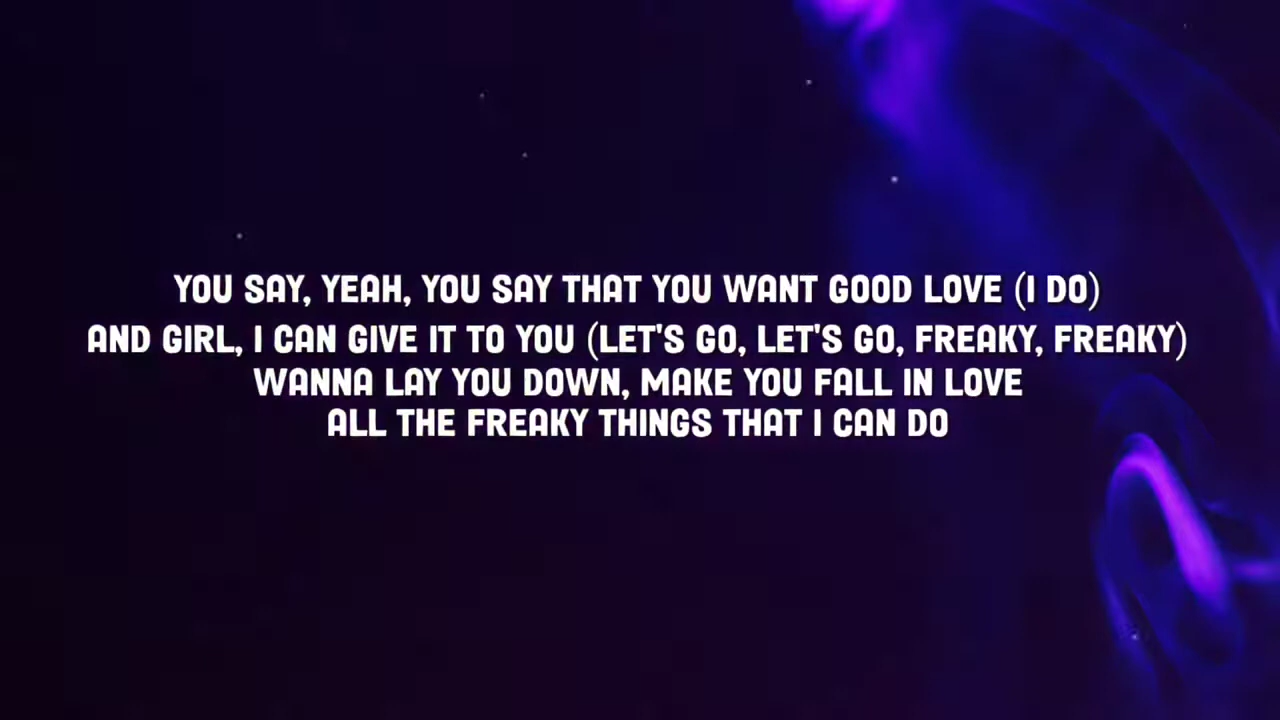 YOU SAY, YEAH, YOU SAY THAT YOU WANT GOOD LOVE (I DO)
AND GIRL, I CAN GIVE IT TO YOU (LET'S GO, LET'S GO, FREAKY, FREAKY)
WANNA LAY YOU DOWN, MAKE YOU FALL IN LOVE
ALL THE FREAKY THINGS THAT I CAN DO